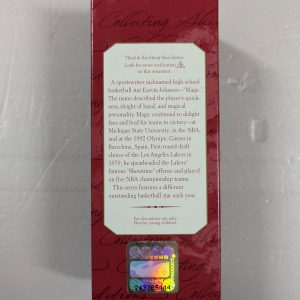 Third in the Hoop Stars Series
Look for series verification
on this ornament.
A sportswriter nicknamed high school
basketball star Earvin Johnson—"Magic."
The name described the player's quick-
ness, sleight of hand, and magical
personality. Magic continued to delight
fans and lead his teams to victory—at
Michigan State University, in the NBA,
and at the 1992 Olympic Games in
Barcelona, Spain. First-round draft
choice of the Los Angeles Lakers in
1979, he spearheaded the Lakers'
famous "Showtime" offense and played
on five NBA championship teams.
This series features a different
outstanding basketball star each year.
For decorative use only.
Not for young children.